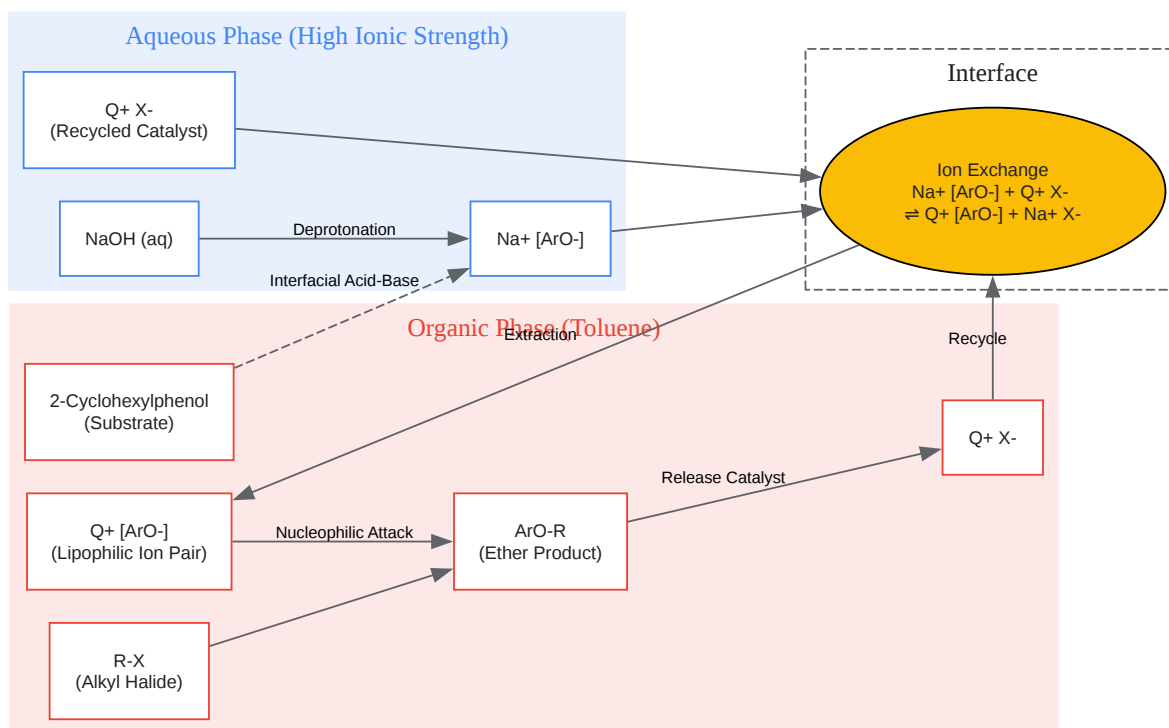 Aqueous Phase (High Ionic Strength)
Q+ X-
(Recycled Catalyst)
NaOH (aq)
Deprotonation
Na+ [ArO-]
Interfacial Acid-Base
Interface
Ion Exchange
Na+ [ArO-] + Q+ X-
⇌ Q+ [ArO-] + Na+ X-
Organic Phase (Toluene)
Extraction
Recycle
2-Cyclohexylphenol
(Substrate)
Q+ X-
Release Catalyst
Q+ [ArO-]
(Lipophilic Ion Pair)
Nucleophilic Attack
ArO-R
(Ether Product)
R-X
(Alkyl Halide)